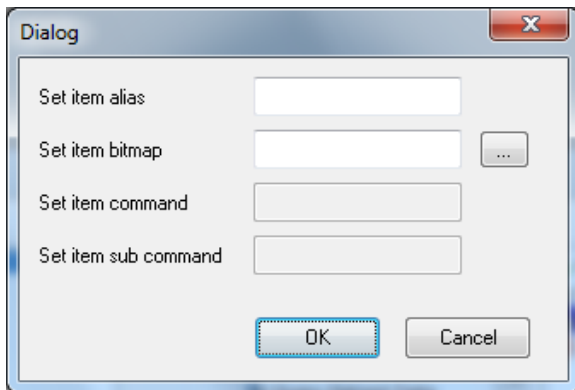 Dialog
Set item alias
Set item bitmap
...
Set item command
Set item sub command
OK Cancel